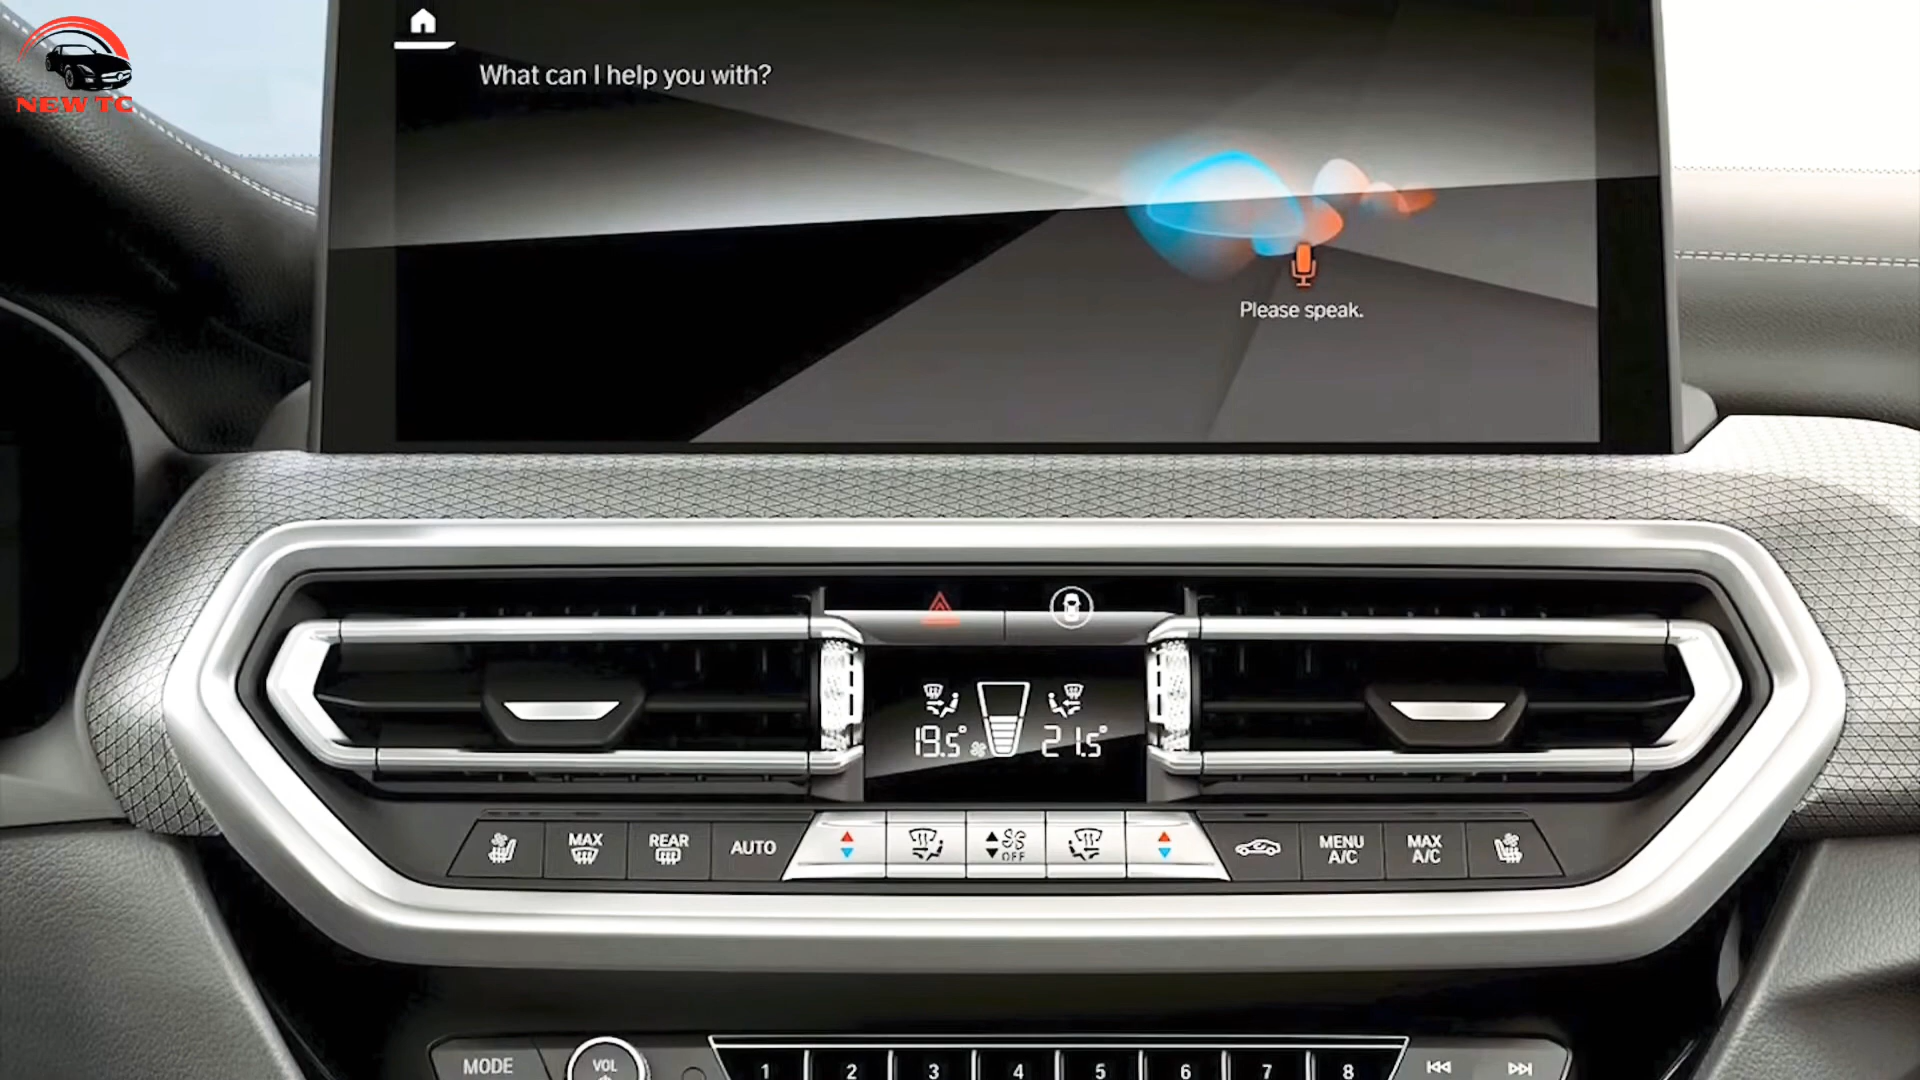 NEW TC
What can I help you with?
Please speak.
19.5°
21.5°
MAX
REAR
AUTO
OFF
MENU
A/C
MAX
A/C
MODE
VOL
1 2 3 4 5 6 7 8